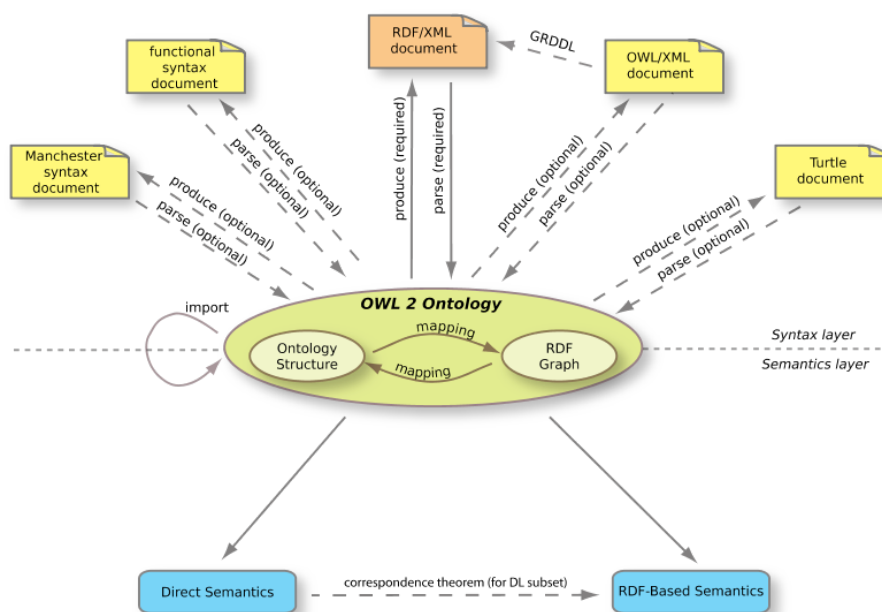 RDF/XML
document
GRDDL
functional
syntax
document
OWL/XML
document
Manchester
syntax
document
Turtle
document
produce (optional)
parse (optional)
produce (optional)
parse (optional)
produce (required)
parse (required)
produce (optional)
parse (optional)
produce (optional)
parse (optional)
import
OWL 2 Ontology
mapping
Ontology
Structure
RDF
Graph
mapping
Syntax layer
Semantics layer
Direct Semantics
correspondence theorem (for DL subset)
RDF-Based Semantics